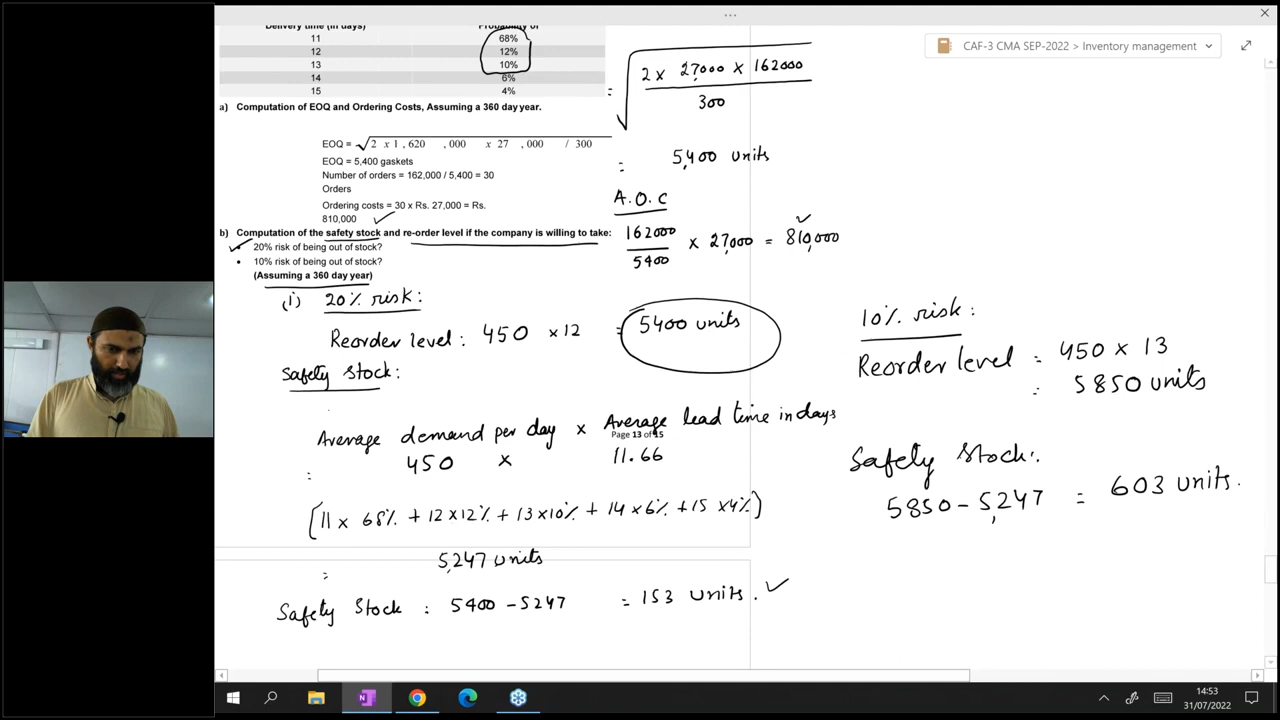 CAF-3 CMA SEP-2022 > Inventory management
Delivery time (in days) Probability of
11 68%
12 12%
13 10%
14 6%
15 4%
a) Computation of EOQ and Ordering Costs, Assuming a 360 day year.
EOQ = √2 x 1 , 620 , 000 x 27 , 000 / 300
EOQ = 5,400 gaskets
Number of orders = 162,000 / 5,400 = 30
Orders
Ordering costs = 30 x Rs. 27,000 = Rs.
810,000
b) Computation of the safety stock and re-order level if the company is willing to take:
• 20% risk of being out of stock?
• 10% risk of being out of stock?
(Assuming a 360 day year)
= √ 2 x 27,000 x 162000
300
= 5,400 units
A.O.C
162000
5400
x 27,000 = 810,000
(i) 20% risk:
Reorder level : 450 x12 = 5400 units
Safety stock:
Average demand per day x Average lead time in days
Page 13 of 15
= 450 x 11.66
(11 x 68% + 12 x 12% + 13 x 10% + 14 x 6% + 15 x 4%)
= 5,247 units
Safety Stock : 5400 - 5247 = 153 units.
10% risk:
Reorder level = 450 x 13
= 5850 units
Safety Stock:
5850 - 5,247 = 603 units.
14:53
31/07/2022